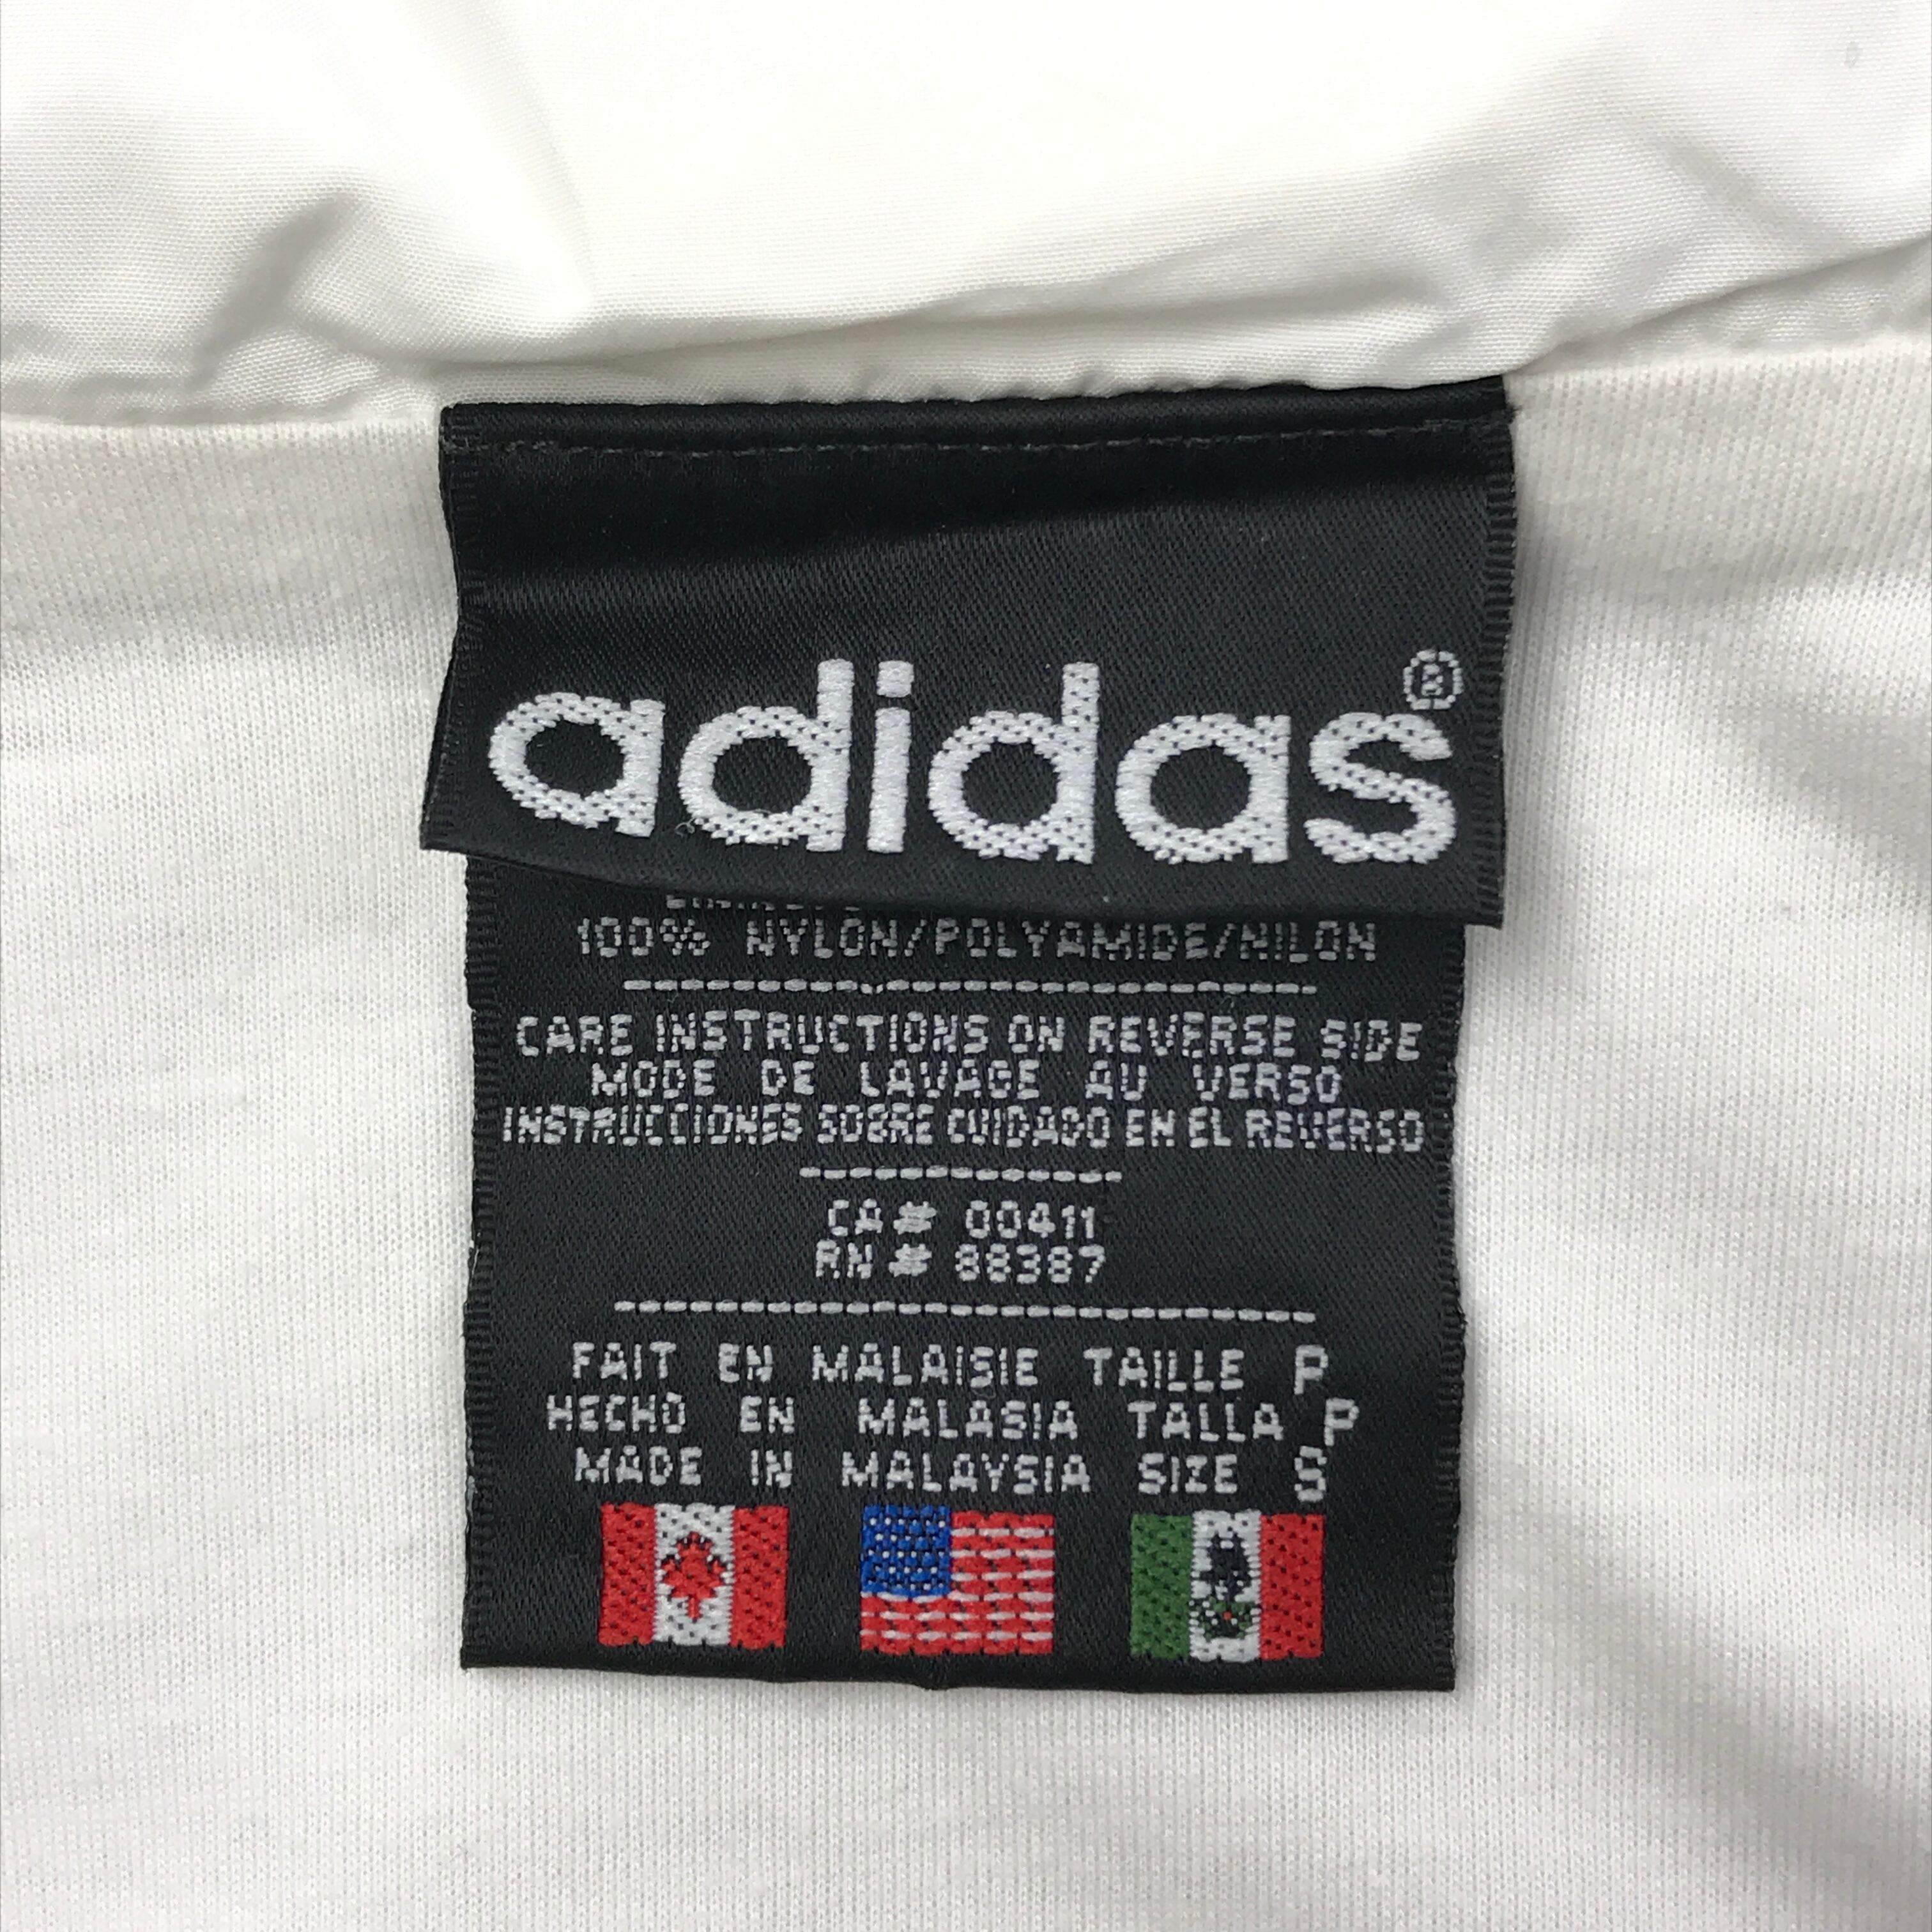 adidas®
100% NYLON/POLYAMIDE/NILON
CARE INSTRUCTIONS ON REVERSE SIDE
MODE DE LAVAGE AU VERSO
INSTRUCCIONES SOBRE CUIDADO EN EL REVERSO
CA# 00411
RN# 88387
FAIT EN MALAISIE TAILLE P
HECHO EN MALASIA TALLA P
MADE IN MALAYSIA SIZE S